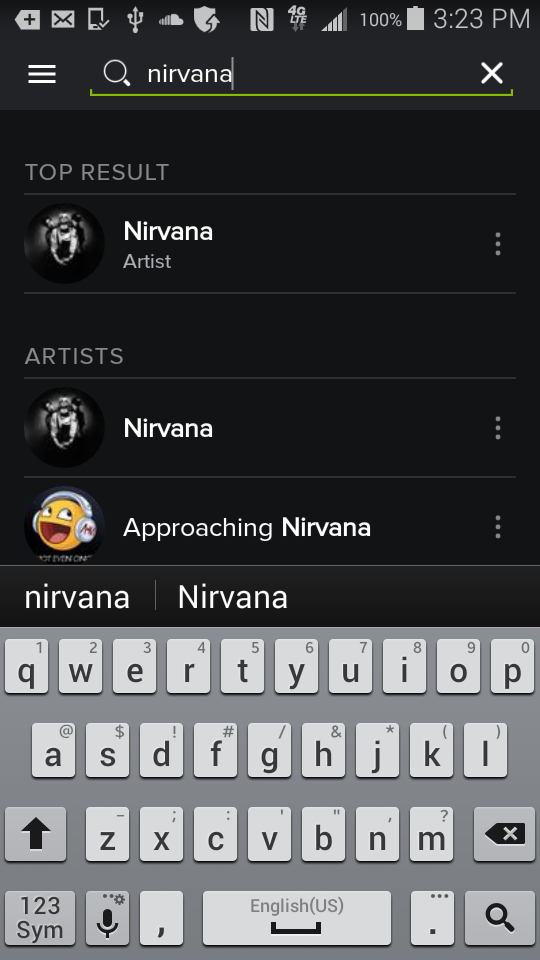 4G LTE 100% 3:23 PM
nirvana
TOP RESULT
Nirvana
Artist
ARTISTS
Nirvana
Approaching Nirvana
nirvana Nirvana
1 2 3 4 5 6 7 8 9 0
q w e r t y u i o p
@ $ ! # / & * ( )
a s d f g h j k l
- ; : ' " , ?
z x c v b n m
123
Sym , English(US) .